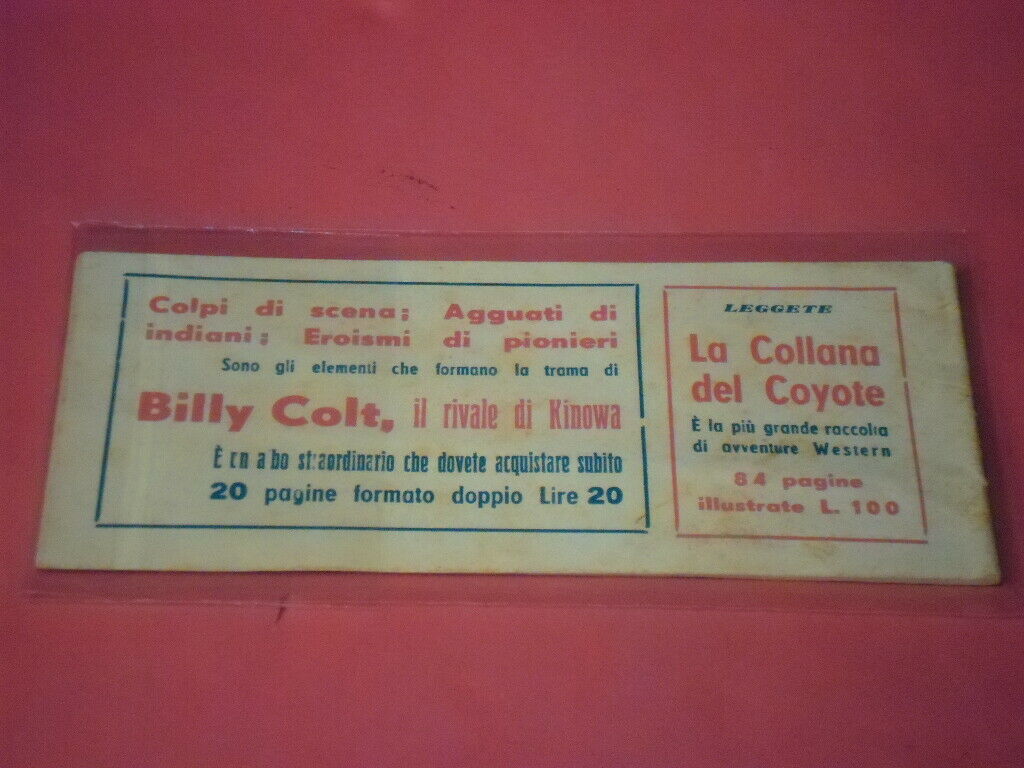 Colpi di scena; Agguati di
indiani; Eroismi di pionieri
Sono gli elementi che formano la trama di
Billy Colt, il rivale di Kinowa
È un albo straordinario che dovete acquistare subito
20 pagine formato doppio Lire 20
LEGGETE
La Collana
del Coyote
È la più grande raccolta
di avventure Western
84 pagine
illustrate L. 100